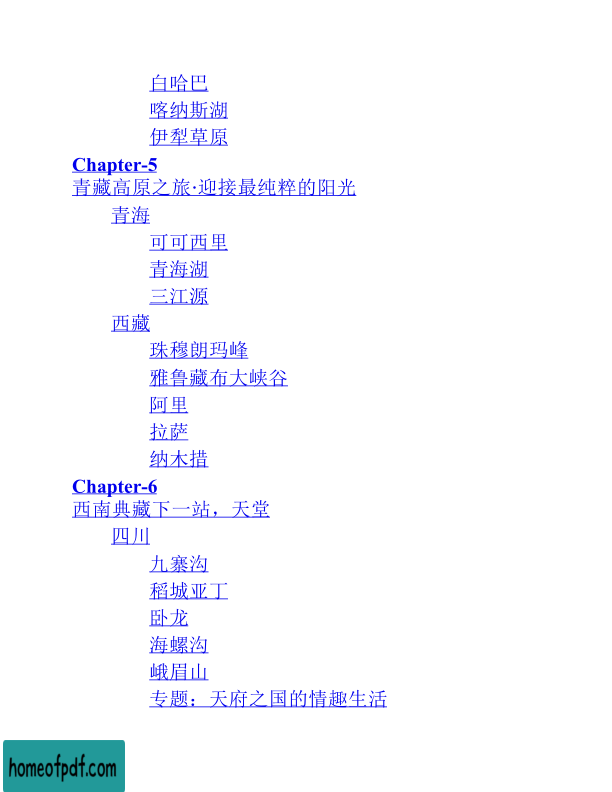 白哈巴
喀纳斯湖
伊犁草原
Chapter-5
青藏高原之旅·迎接最纯粹的阳光
青海
可可西里
青海湖
三江源
西藏
珠穆朗玛峰
雅鲁藏布大峡谷
阿里
拉萨
纳木措
Chapter-6
西南典藏下一站，天堂
四川
九寨沟
稻城亚丁
卧龙
海螺沟
峨眉山
专题：天府之国的情趣生活
homeofpdf.com